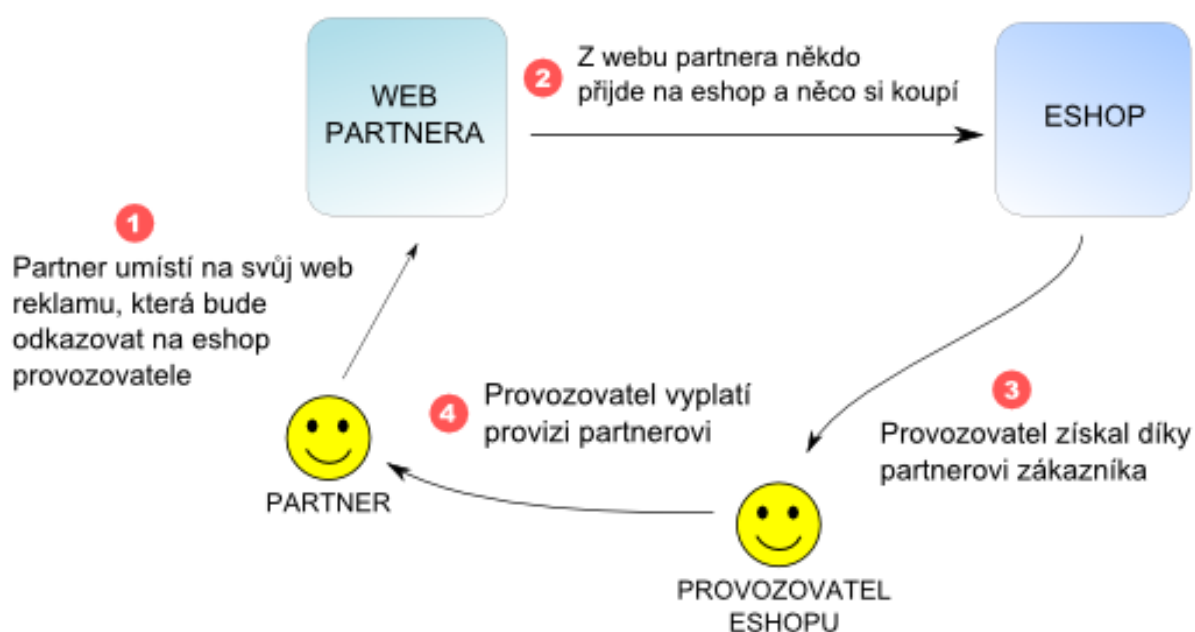 WEB
PARTNERA
2
Z webu partnera někdo
přijde na eshop a něco si koupí
ESHOP
1
Partner umístí na svůj web
reklamu, která bude
odkazovat na eshop
provozovatele
PARTNER
4
Provozovatel vyplatí
provizi partnerovi
3
Provozovatel získal díky
partnerovi zákazníka
PROVOZOVATEL
ESHOPU